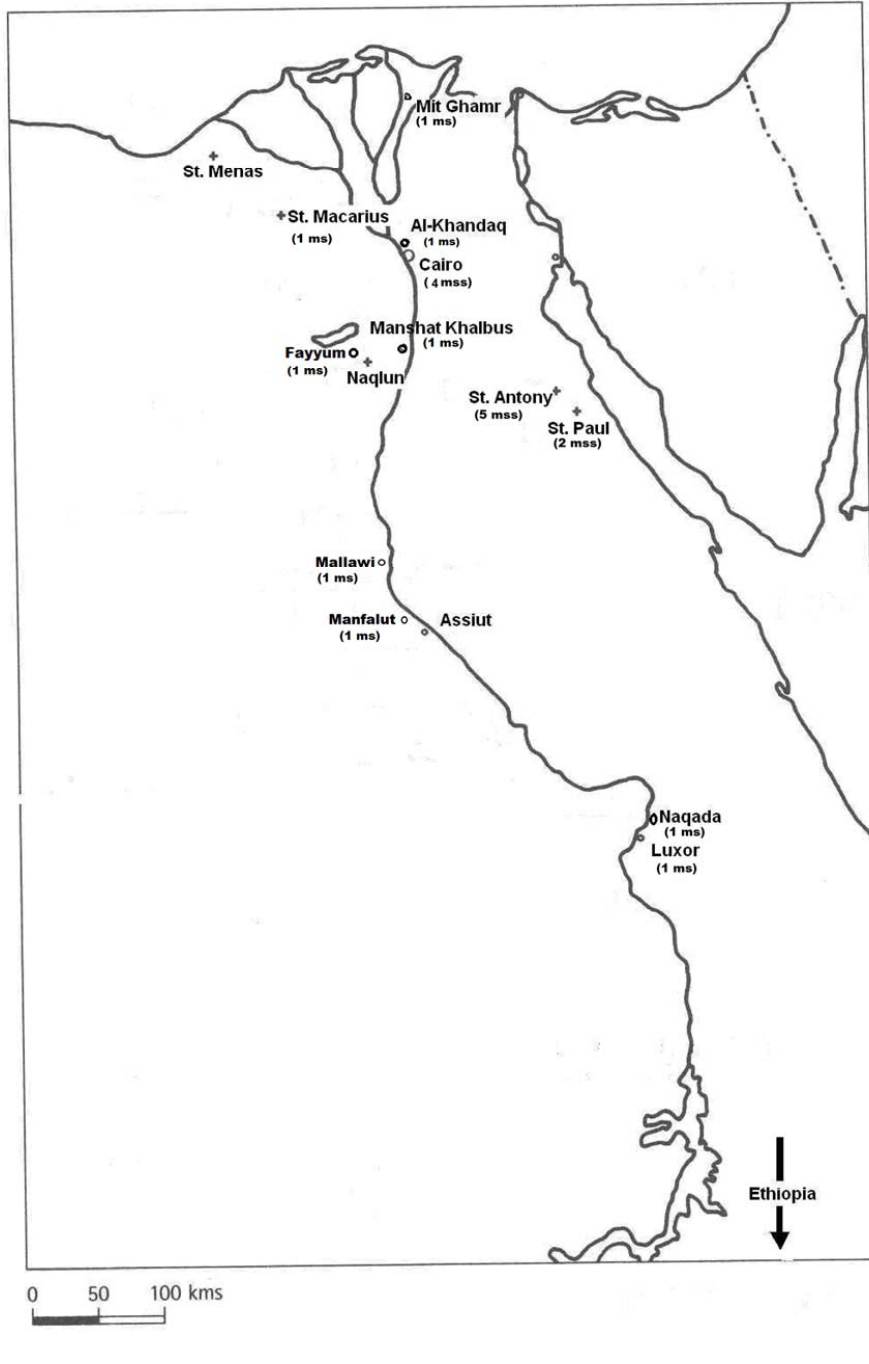 Mit Ghamr
(1 ms)
St. Menas
St. Macarius
(1 ms)
Al-Khandaq
(1 ms)
Cairo
( 4 mss)
Manshat Khalbus
(1 ms)
Fayyum
(1 ms)
Naqlun
St. Antony
(5 mss)
St. Paul
(2 mss)
Mallawi
(1 ms)
Manfalut
(1 ms)
Assiut
Naqada
(1 ms)
Luxor
(1 ms)
Ethiopia
0 50 100 kms